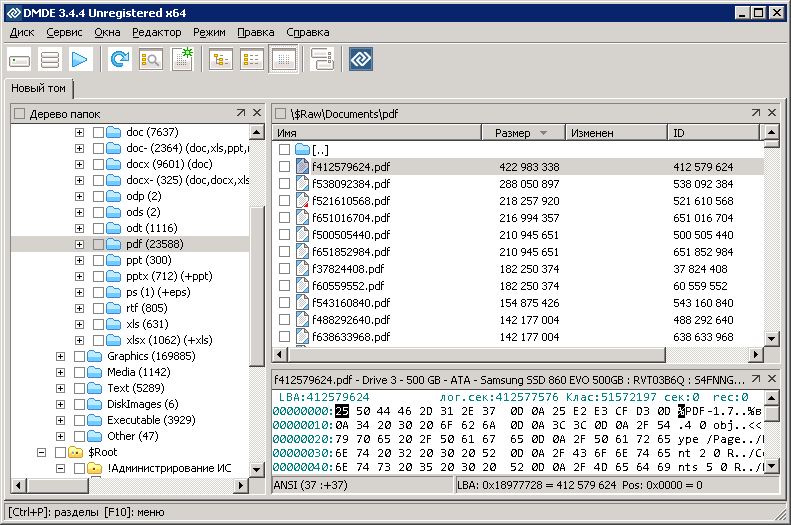 DMDE 3.4.4 Unregistered x64
Диск Сервис Окна Редактор Режим Правка Справка
Новый том
Дерево папок
doc (7637)
doc- (2364) (doc,xls,ppt,
docx (9601) (doc)
docx- (325) (doc,docx,xls
odp (2)
ods (2)
odt (1116)
pdf (23588)
ppt (300)
pptx (712) (+ppt)
ps (1) (+eps)
rtf (805)
xls (631)
xlsx (1062) (+xls)
Graphics (169885)
Media (1142)
Text (5289)
DiskImages (6)
Executable (3929)
Other (47)
$Root
!Администрирование ИС
\$Raw\Documents\pdf
Имя Размер Изменен ID
[..]
f412579624.pdf 422 983 338 412 579 624
f538092384.pdf 288 050 897 538 092 384
f521610568.pdf 218 257 920 521 610 568
f651016704.pdf 216 994 357 651 016 704
f500505440.pdf 210 945 651 500 505 440
f651852984.pdf 210 945 651 651 852 984
f37824408.pdf 182 250 374 37 824 408
f60559552.pdf 182 250 374 60 559 552
f543160840.pdf 154 875 426 543 160 840
f488292640.pdf 142 177 004 488 292 640
f638633968.pdf 142 177 004 638 633 968
f412579624.pdf - Drive 3 - 500 GB - ATA - Samsung SSD 860 EVO 500GB : RVT03B6Q : S4FNNG...
LBA:412579624 лог.сек:412577576 Клас:51572197 сек:0 rec:0
00000000: 25 50 44 46 2D 31 2E 37 0D 0A 25 E2 E3 CF D3 0D %PDF-1.7..%в
00000010: 0A 34 20 30 20 6F 62 6A 0D 0A 3C 3C 0D 0A 2F 54 .4 0 obj..<<
00000020: 79 70 65 20 2F 50 61 67 65 0D 0A 2F 50 61 72 65 ype /Page../
00000030: 6E 74 20 32 20 30 20 52 0D 0A 2F 43 6F 6E 74 65 nt 2 0 R../C
00000040: 6E 74 73 20 35 20 30 20 52 0D 0A 2F 4D 65 64 69 nts 5 0 R../
ANSI (37 :+37) LBA: 0x18977728 = 412 579 624 Pos: 0x0000 = 0
[Ctrl+P]: разделы [F10]: меню